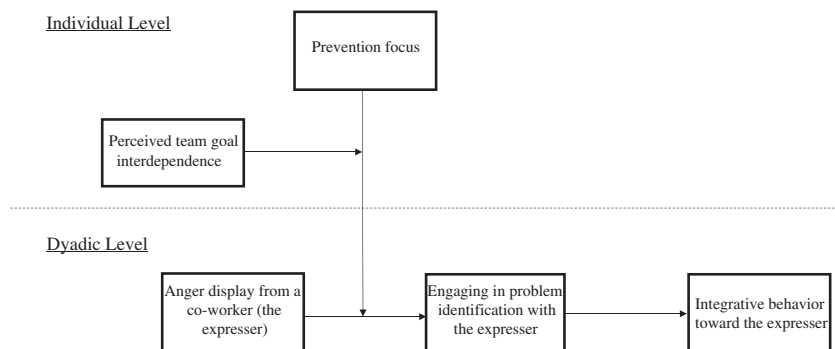 Individual Level
Prevention focus
Perceived team goal
interdependence
Dyadic Level
Anger display from a
co-worker (the
expresser)
Engaging in problem
identification with
the expresser
Integrative behavior
toward the expresser